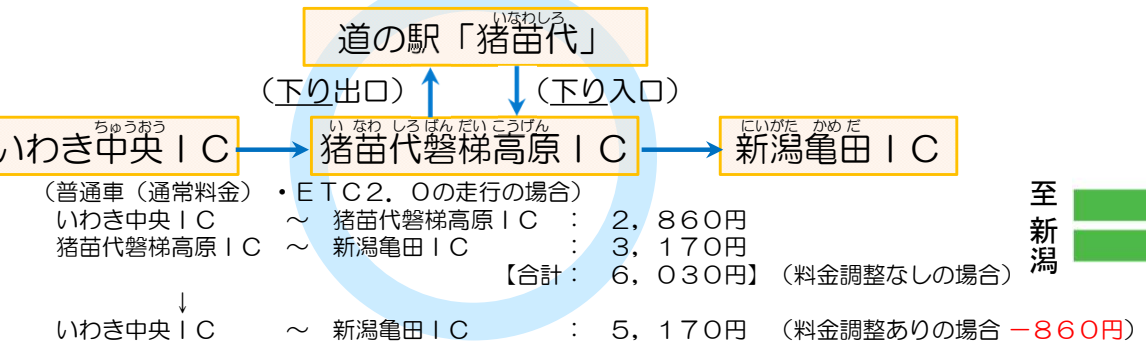 いなわしろ
道の駅「猪苗代」
（下り出口）　（下り入口）
ちゅうおう　い なわ しろ ばん だい こうげん　にいがた　かめ だ
いわき中央ＩＣ　猪苗代磐梯高原ＩＣ　新潟亀田ＩＣ
（普通車（通常料金）・ＥＴＣ２．０の走行の場合）
いわき中央ＩＣ　～　猪苗代磐梯高原ＩＣ　：　２，８６０円
猪苗代磐梯高原ＩＣ　～　新潟亀田ＩＣ　：　３，１７０円
【合計：　６，０３０円】（料金調整なしの場合）
↓
いわき中央ＩＣ　～　新潟亀田ＩＣ　：　５，１７０円　（料金調整ありの場合 －８６０円）
至新潟